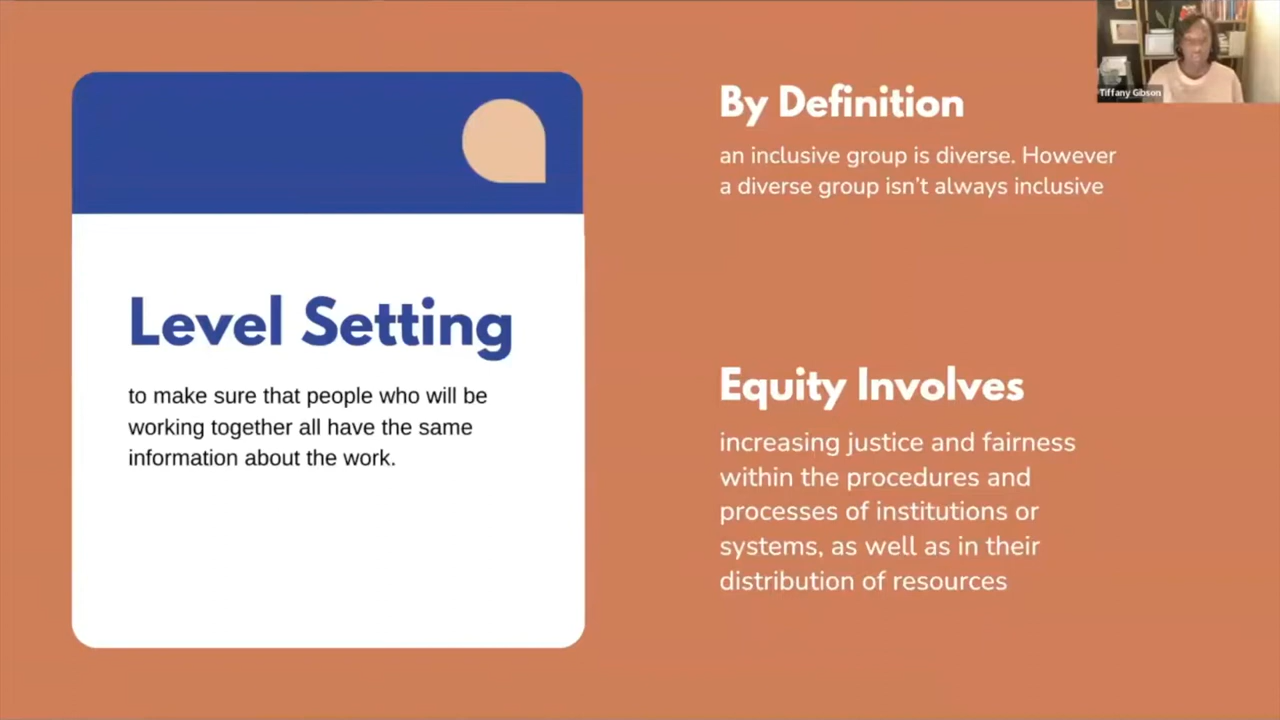 Level Setting
to make sure that people who will be
working together all have the same
information about the work.
By Definition
an inclusive group is diverse. However
a diverse group isn’t always inclusive
Equity Involves
increasing justice and fairness
within the procedures and
processes of institutions or
systems, as well as in their
distribution of resources
Tiffany Gibson